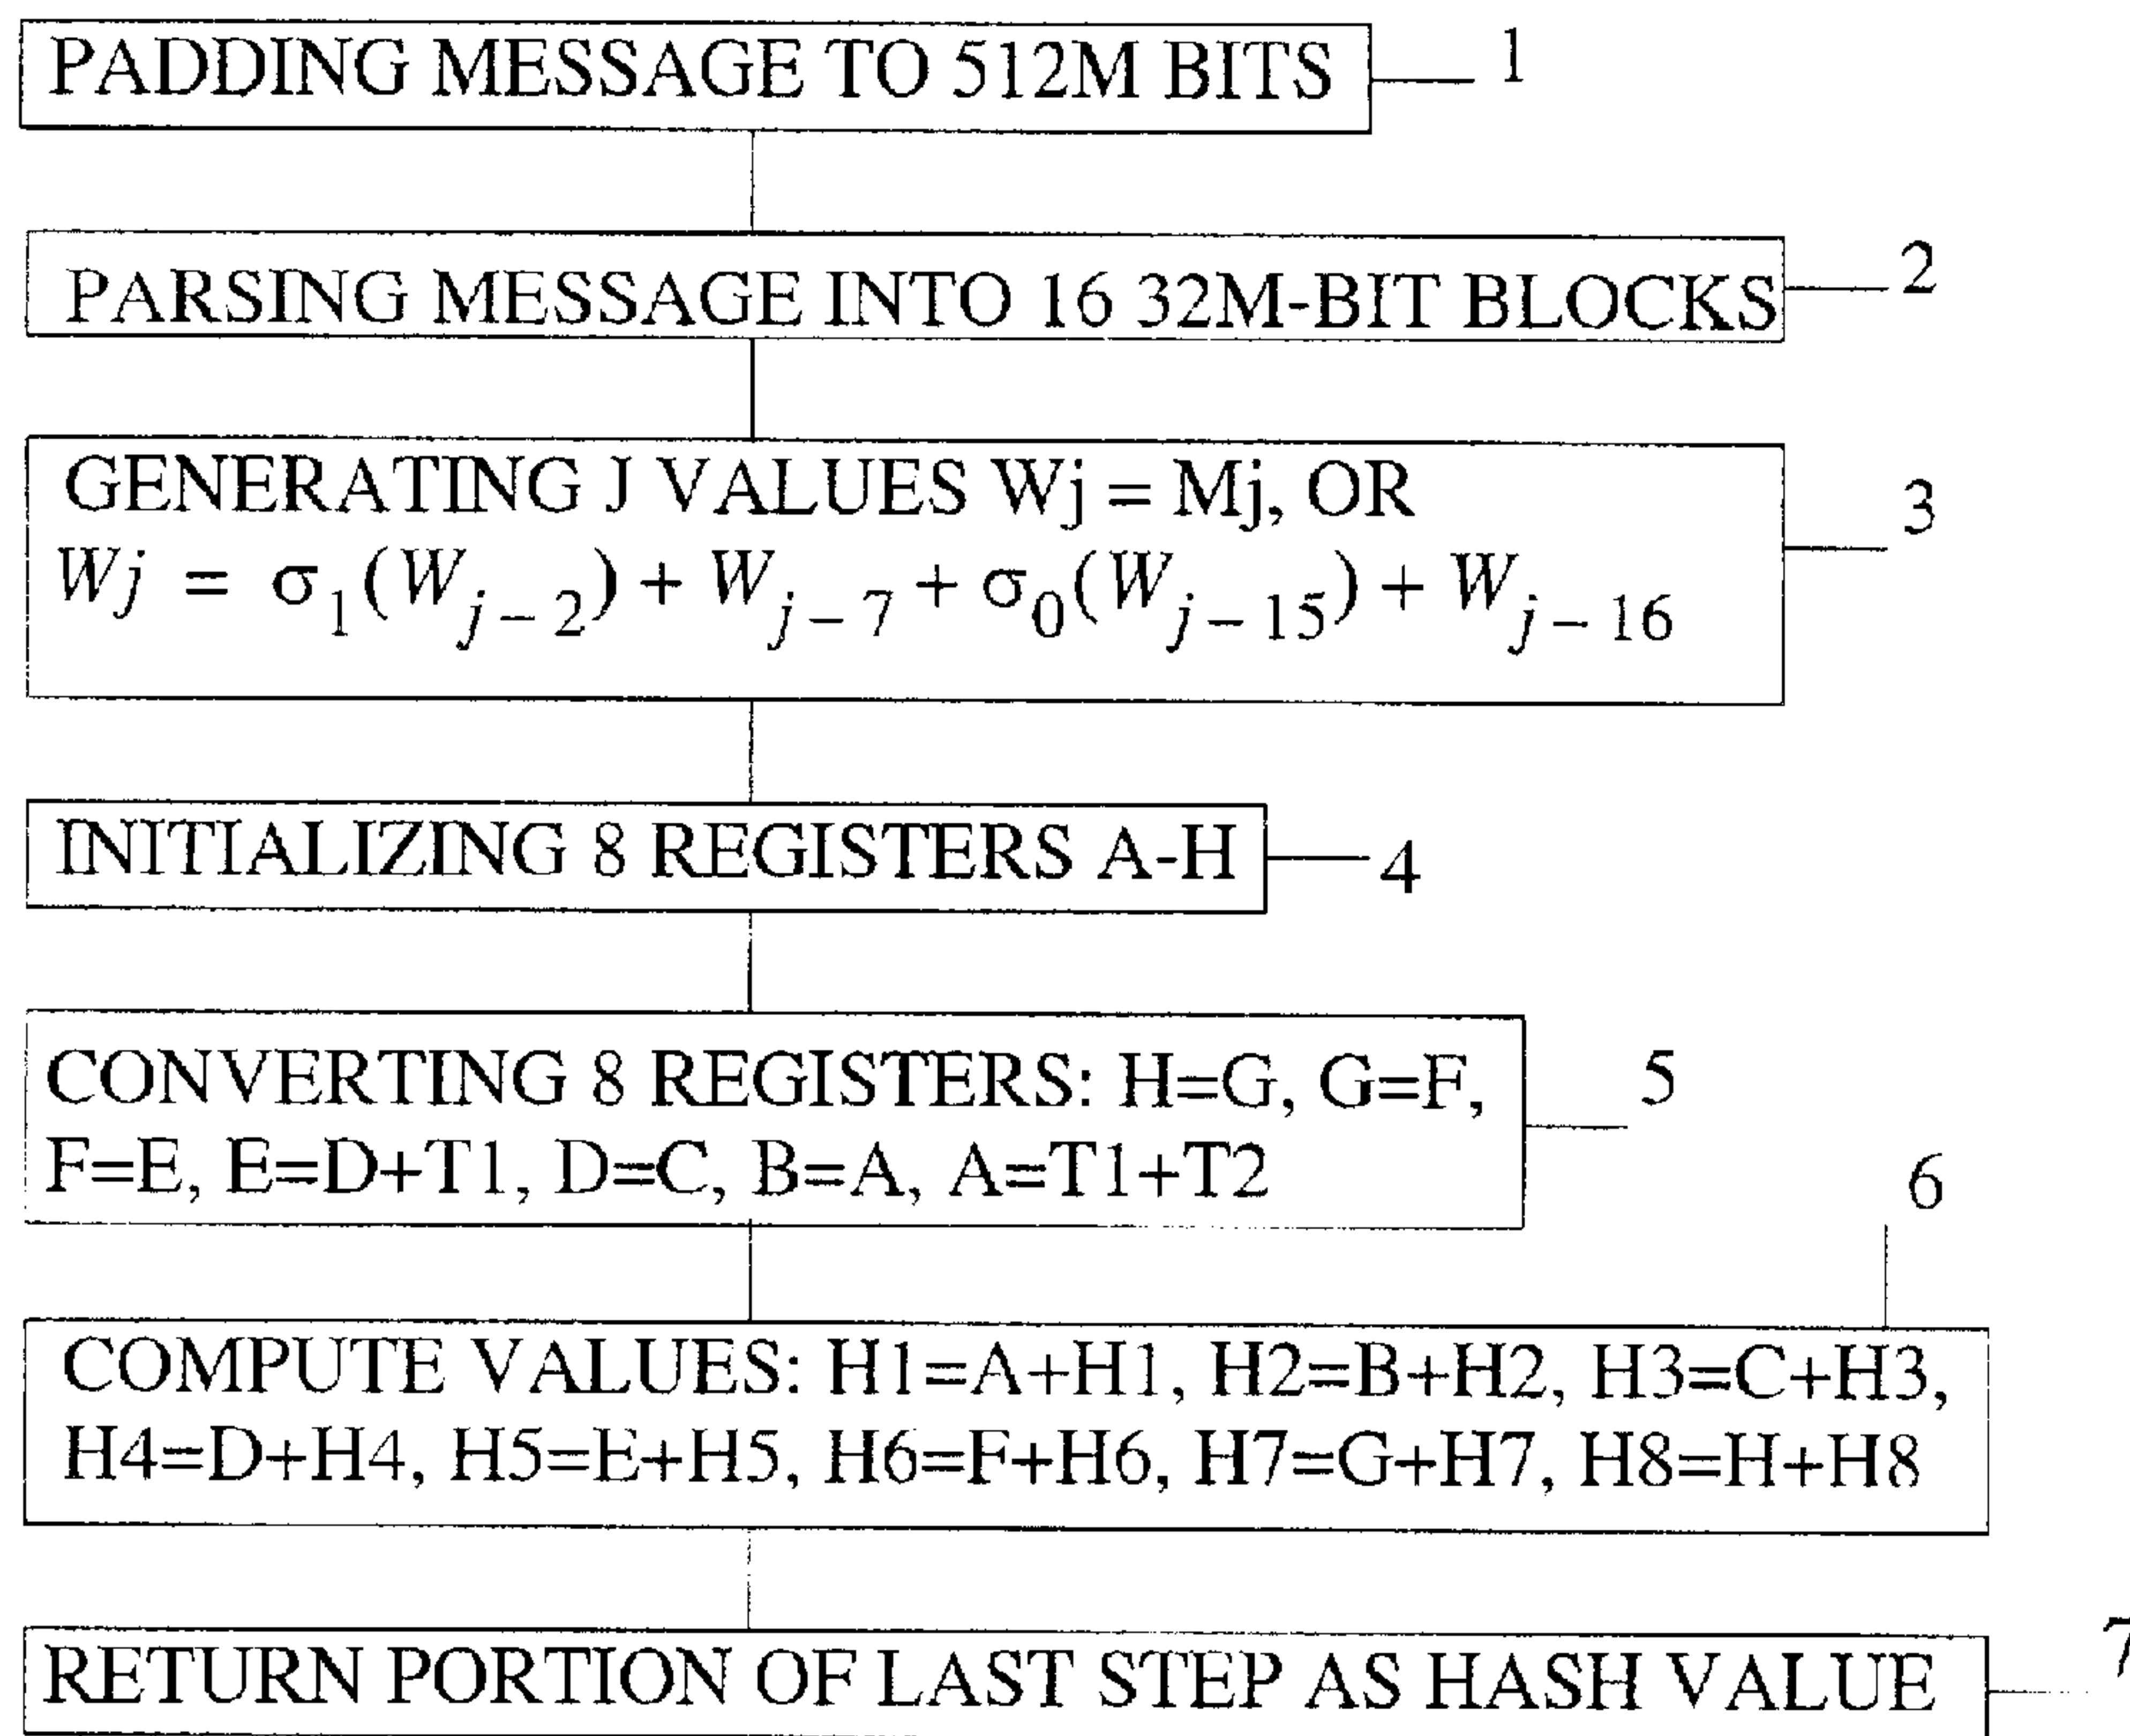 PADDING MESSAGE TO 512M BITS
1
PARSING MESSAGE INTO 16 32M-BIT BLOCKS
2
GENERATING J VALUES Wj = Mj, OR
Wj = σ1(Wj−2) + Wj−7 + σ0(Wj−15) + Wj−16
3
INITIALIZING 8 REGISTERS A-H
4
CONVERTING 8 REGISTERS: H=G, G=F,
F=E, E=D+T1, D=C, B=A, A=T1+T2
5
6
COMPUTE VALUES: H1=A+H1, H2=B+H2, H3=C+H3,
H4=D+H4, H5=E+H5, H6=F+H6, H7=G+H7, H8=H+H8
RETURN PORTION OF LAST STEP AS HASH VALUE
7